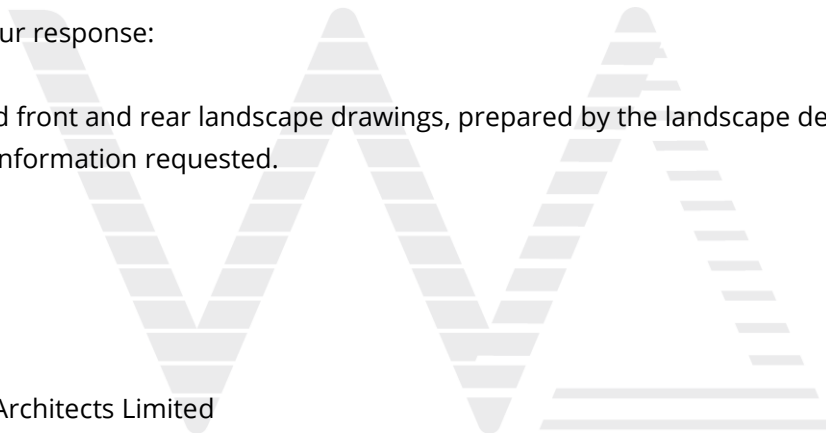 ur response:
d front and rear landscape drawings, prepared by the landscape de
nformation requested.
Architects Limited